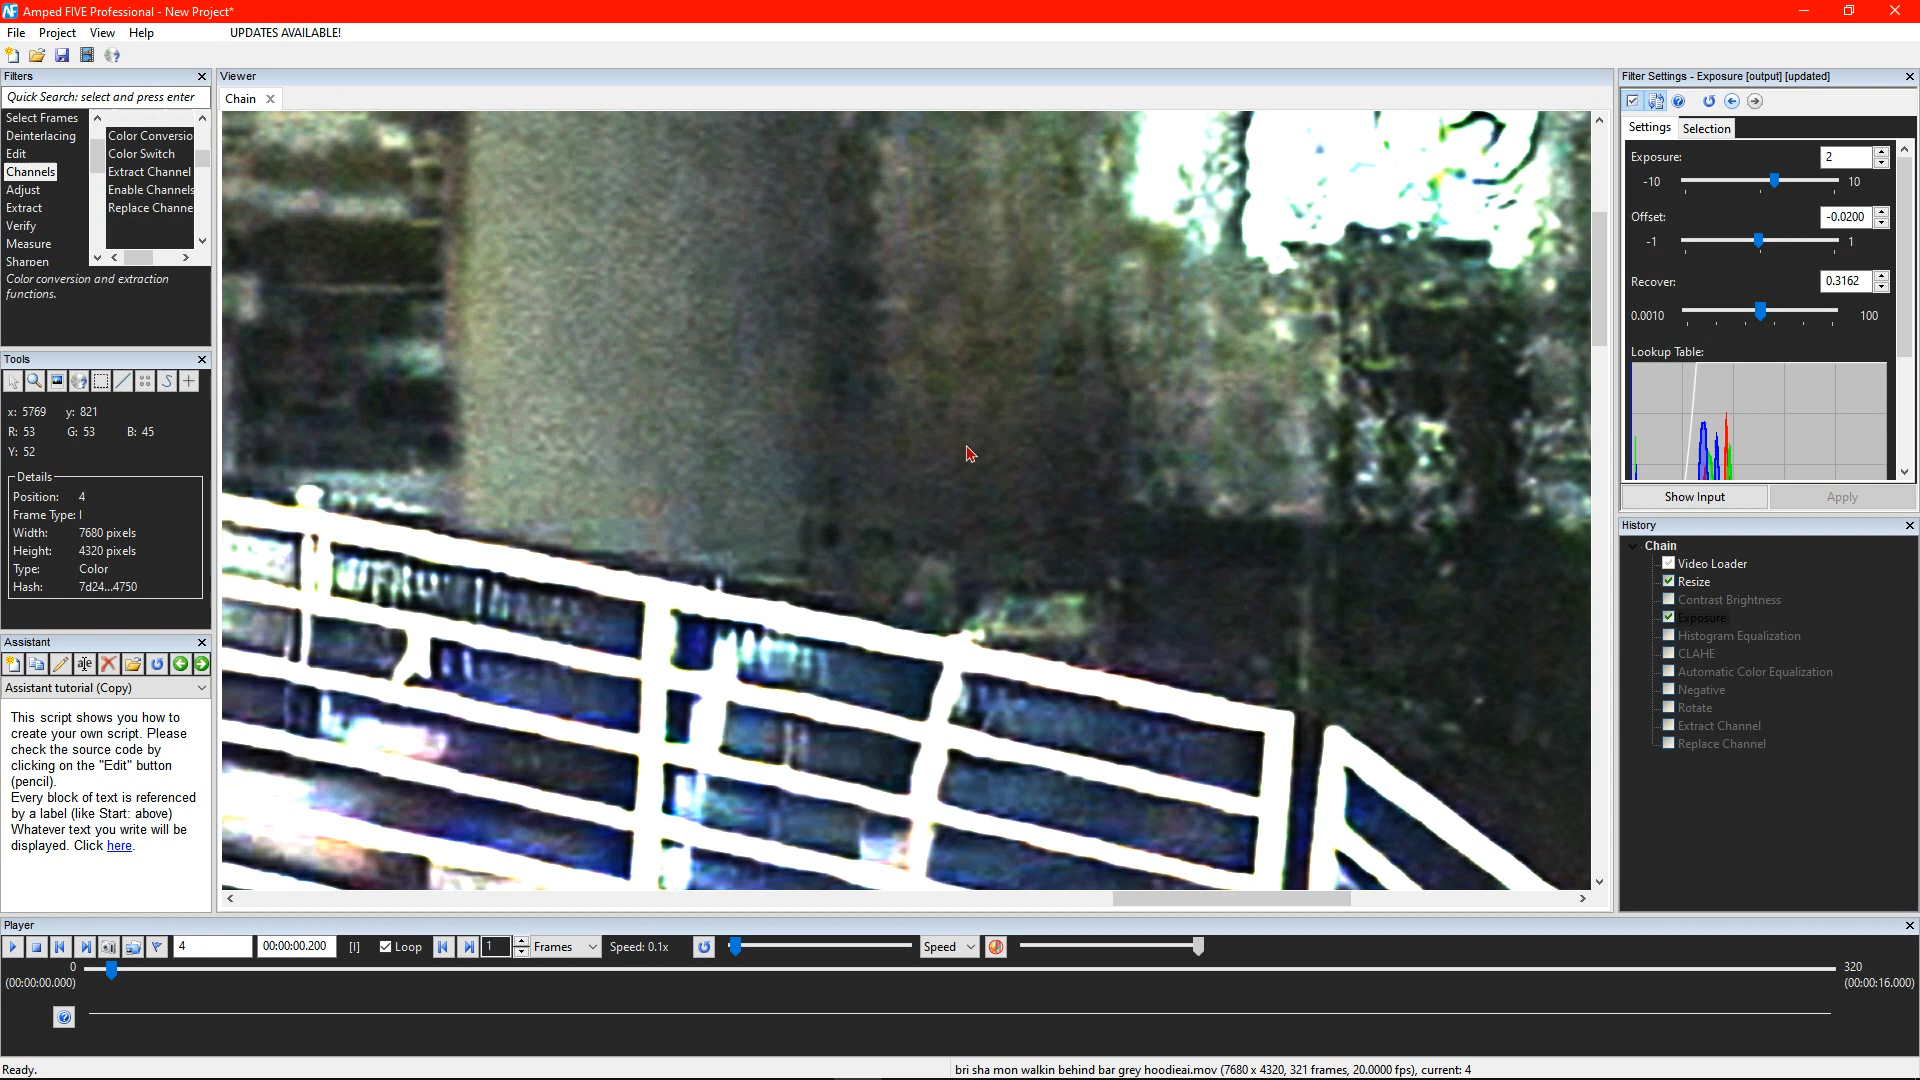 Amped FIVE Professional - New Project*
File Project View Help UPDATES AVAILABLE!
Filters
Quick Search: select and press enter
Select Frames
Deinterlacing
Edit
Channels
Adjust
Extract
Verify
Measure
Sharpen
Color Conversio
Color Switch
Extract Channel
Enable Channels
Replace Channe
Color conversion and extraction
functions.
Tools
x: 5769 y: 821
R: 53 G: 53 B: 45
Y: 52
Details
Position: 4
Frame Type: I
Width: 7680 pixels
Height: 4320 pixels
Type: Color
Hash: 7d24...4750
Assistant
Assistant tutorial (Copy)
This script shows you how to
create your own script. Please
check the source code by
clicking on the "Edit" button
(pencil).
Every block of text is referenced
by a label (like Start: above)
Whatever text you write will be
displayed. Click here.
Viewer
Chain
Filter Settings - Exposure [output] [updated]
Settings Selection
Exposure: 2
-10 10
Offset: -0.0200
-1 1
Recover: 0.3162
0.0010 100
Lookup Table:
Show Input Apply
History
Chain
Video Loader
Resize
Contrast Brightness
Exposure
Histogram Equalization
CLAHE
Automatic Color Equalization
Negative
Rotate
Extract Channel
Replace Channel
Player
4 00:00:00.200 [I] Loop 1 Frames Speed: 0.1x Speed
0 320
(00:00:00.000) (00:00:16.000)
Ready. bri sha mon walkin behind bar grey hoodieai.mov (7680 x 4320, 321 frames, 20.0000 fps), current: 4